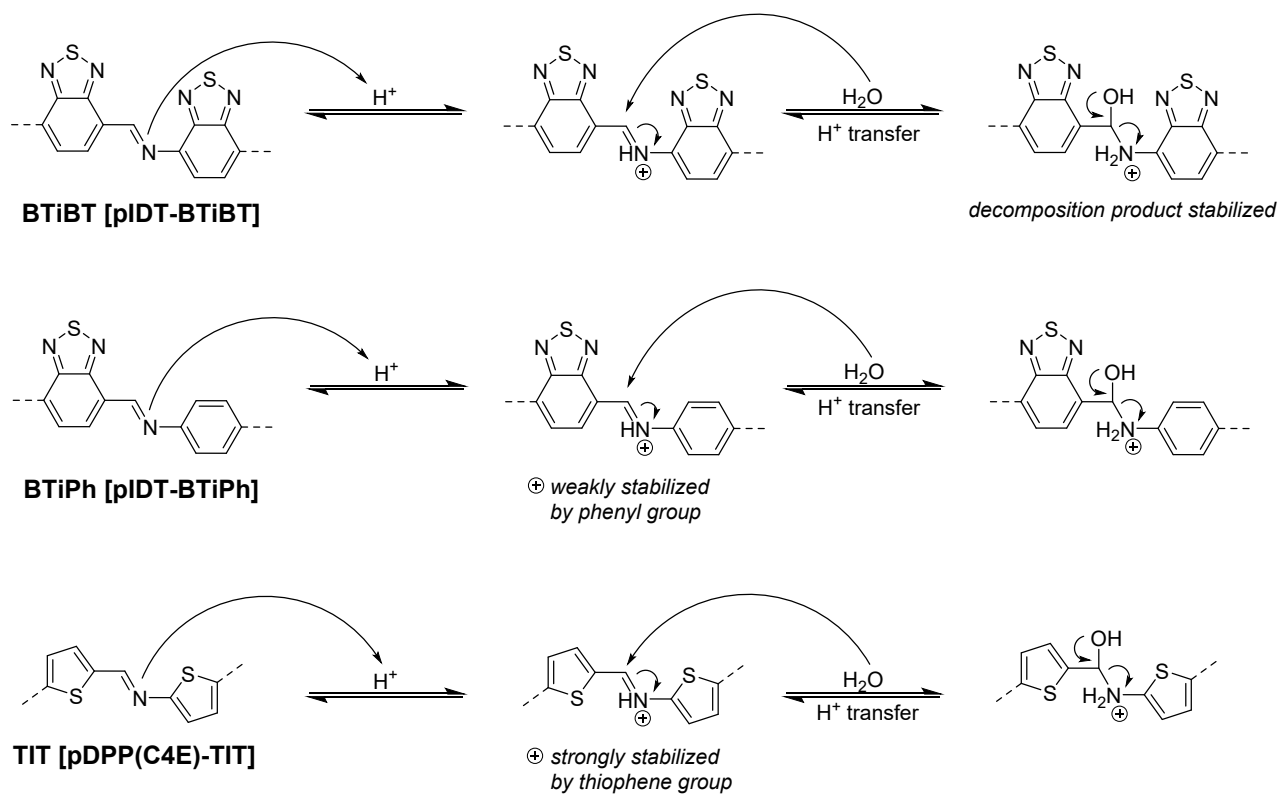 S
N N
S
N N
N
H⁺
S
N N
S
N N
HN
⊕
H₂O
H⁺ transfer
S
N N
OH
S
N N
H₂N
⊕
BTiBT [pIDT-BTiBT]
decomposition product stabilized
S
N N
N
H⁺
S
N N
HN
⊕
H₂O
H⁺ transfer
S
N N
OH
H₂N
⊕
BTiPh [pIDT-BTiPh]
⊕ weakly stabilized
by phenyl group
S
S
N
H⁺
S
S
HN
⊕
H₂O
H⁺ transfer
OH
S
S
H₂N
⊕
TIT [pDPP(C4E)-TIT]
⊕ strongly stabilized
by thiophene group